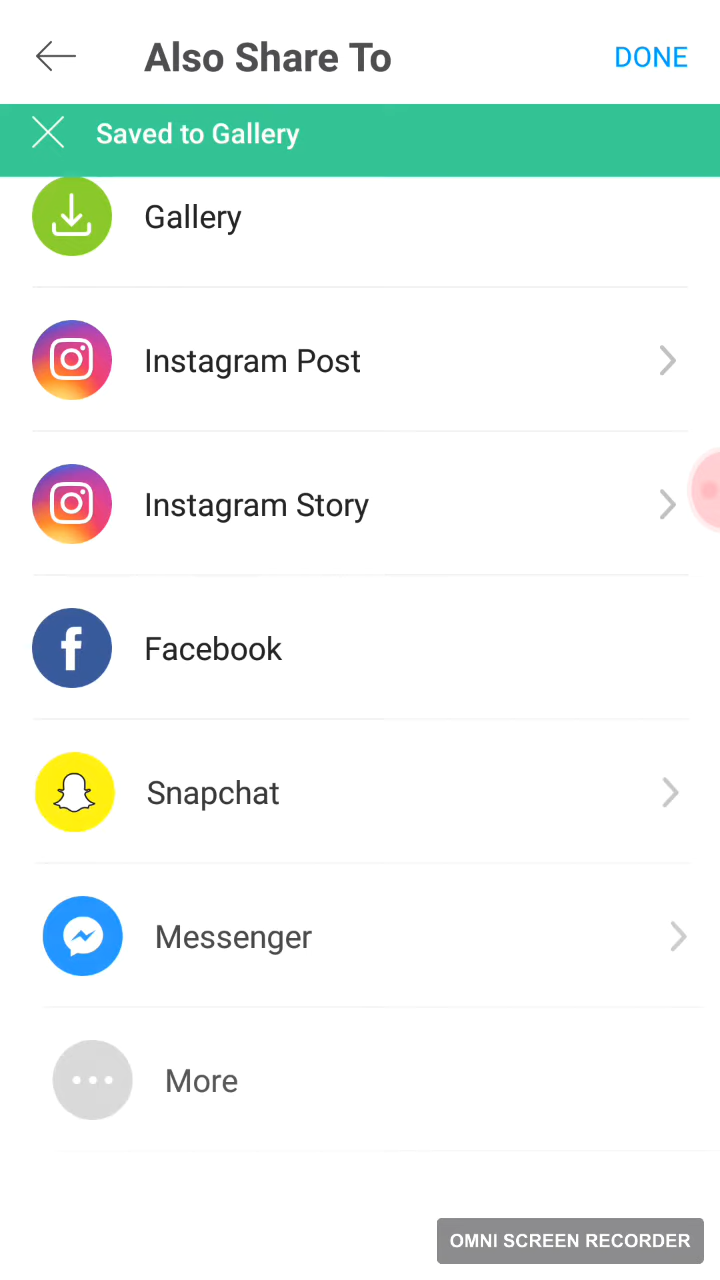 Also Share To
DONE
Saved to Gallery
Gallery
Instagram Post
Instagram Story
Facebook
Snapchat
Messenger
More
OMNI SCREEN RECORDER